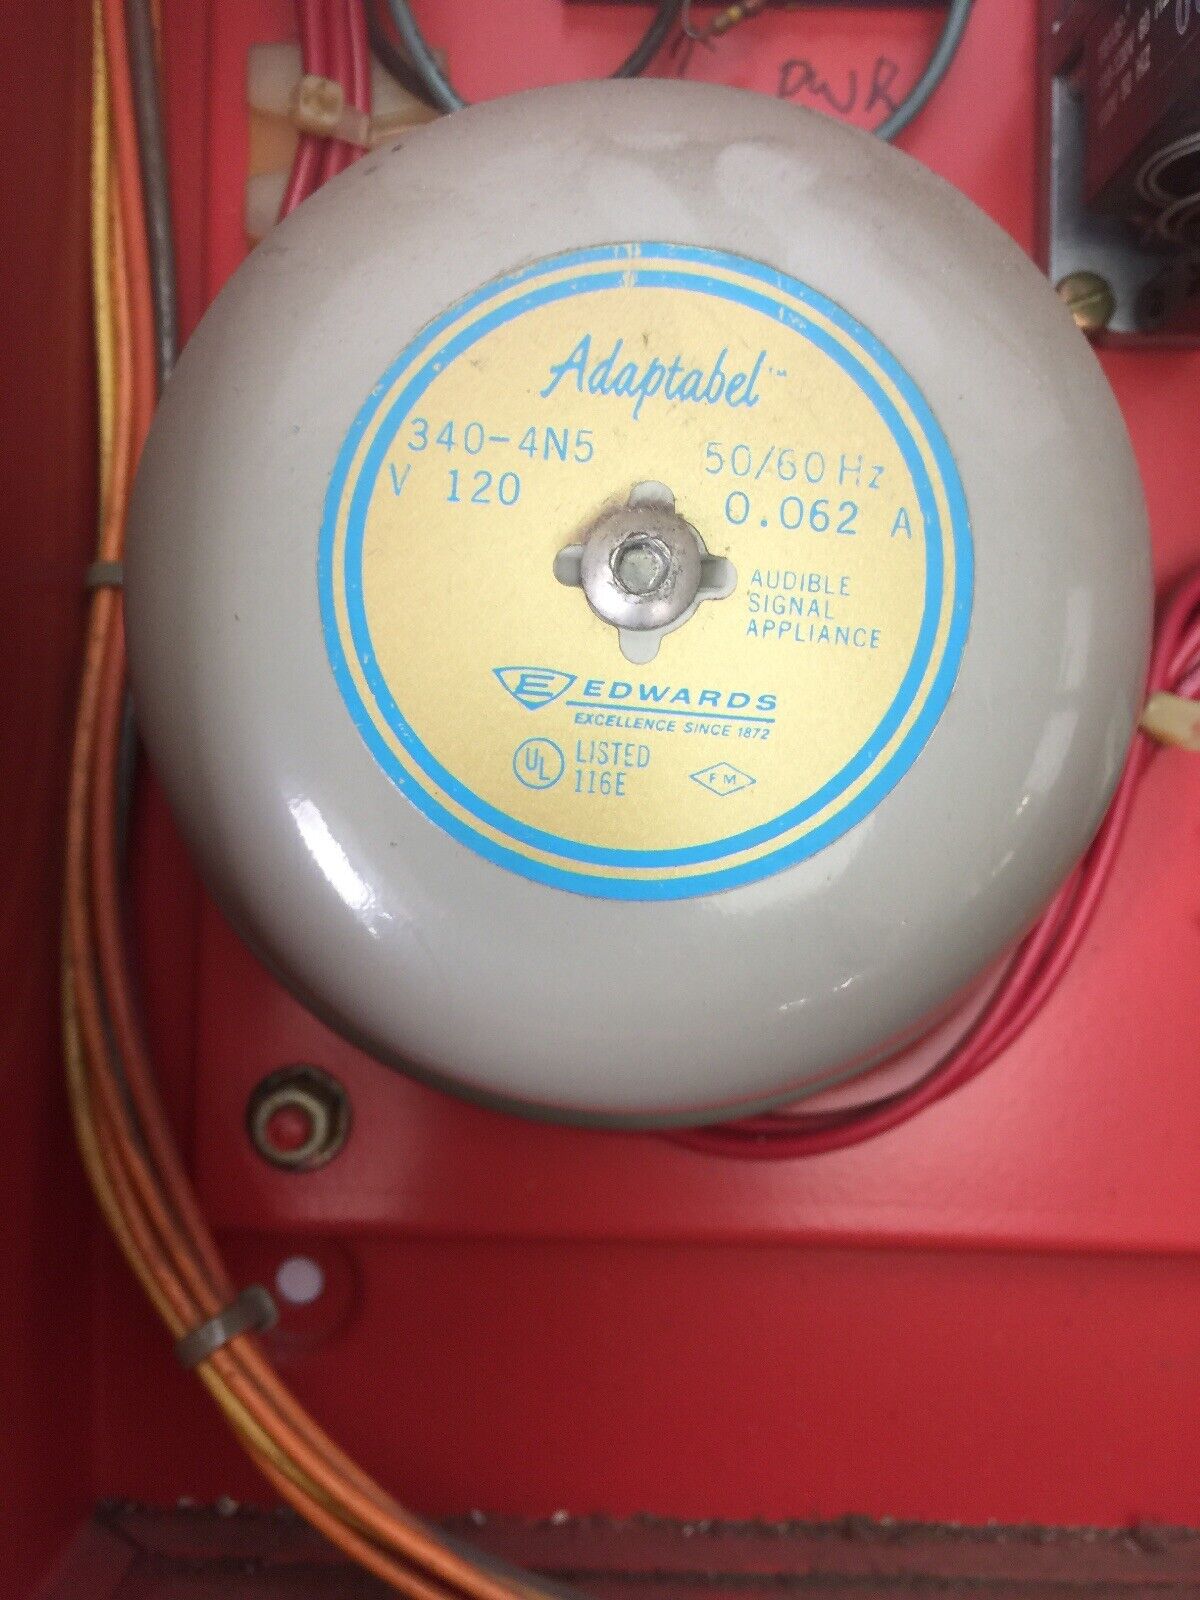 DWR
Adaptabel™
340-4N5 50/60 Hz
V 120 0.062 A
AUDIBLE
SIGNAL
APPLIANCE
E EDWARDS
EXCELLENCE SINCE 1872
UL LISTED
116E
FM